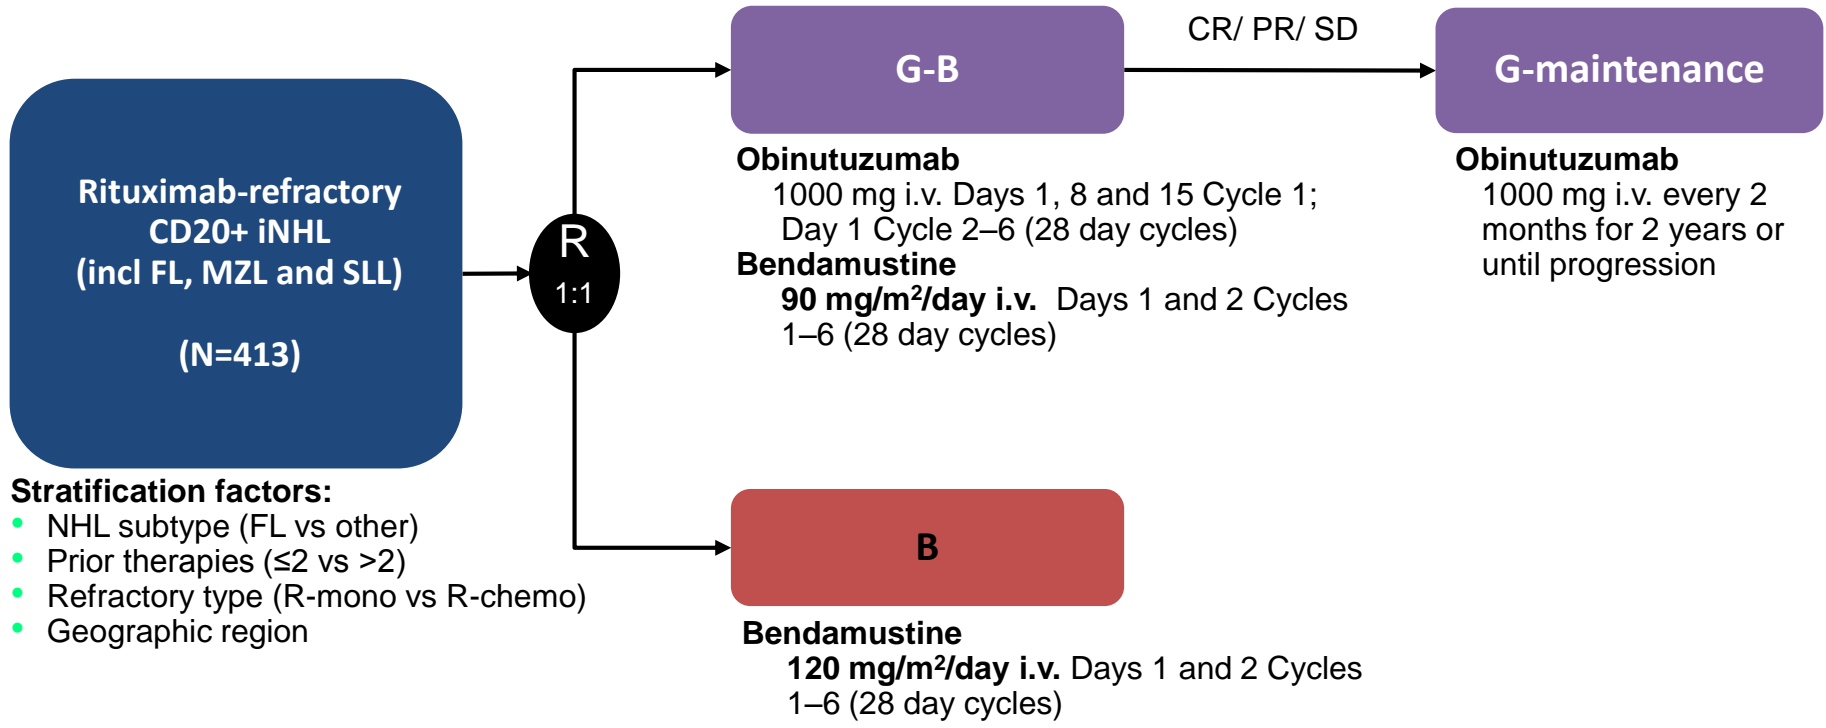 Rituximab-refractory
CD20+ iNHL
(incl FL, MZL and SLL)
(N=413)
Stratification factors:
• NHL subtype (FL vs other)
• Prior therapies (≤2 vs >2)
• Refractory type (R-mono vs R-chemo)
• Geographic region
R
1:1
G-B
Obinutuzumab
1000 mg i.v. Days 1, 8 and 15 Cycle 1;
Day 1 Cycle 2–6 (28 day cycles)
Bendamustine
90 mg/m²/day i.v. Days 1 and 2 Cycles
1–6 (28 day cycles)
CR/ PR/ SD
G-maintenance
Obinutuzumab
1000 mg i.v. every 2
months for 2 years or
until progression
B
Bendamustine
120 mg/m²/day i.v. Days 1 and 2 Cycles
1–6 (28 day cycles)